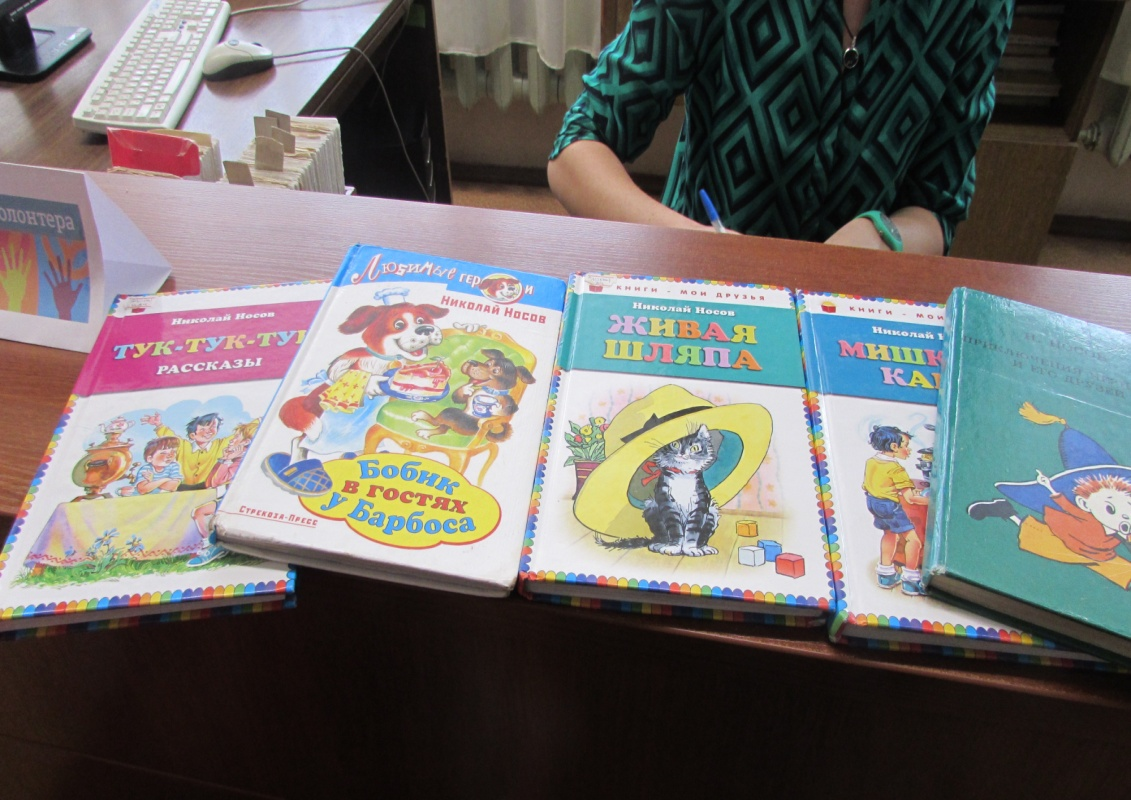 олонтера
Николай Носов
ТУК-ТУК-ТУК
РАССКАЗЫ
Любимые герои
Николай Носов
Бобик
в гостях
у Барбоса
Стрекоза-Пресс
КНИГИ - МОИ ДРУЗЬЯ
Николай Носов
ЖИВАЯ
ШЛЯПА
КНИГИ - МОИ
Николай Н
МИШК
КА